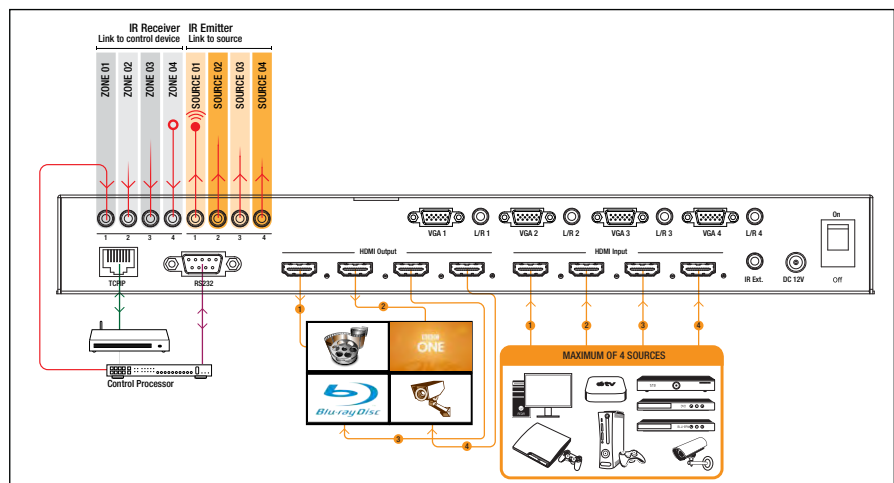 IR Receiver
Link to control device
IR Emitter
Link to source
ZONE 01
ZONE 02
ZONE 03
ZONE 04
SOURCE 01
SOURCE 02
SOURCE 03
SOURCE 04
1
2
3
4
1
2
3
4
VGA 1
L/R 1
VGA 2
L/R 2
VGA 3
L/R 3
VGA 4
L/R 4
On
Off
TCP/IP
RS232
HDMI Output
HDMI Input
IR Ext.
DC 12V
1
2
1
2
3
4
BBC
ONE
Blu-ray Disc
3
4
Control Processor
MAXIMUM OF 4 SOURCES
tv